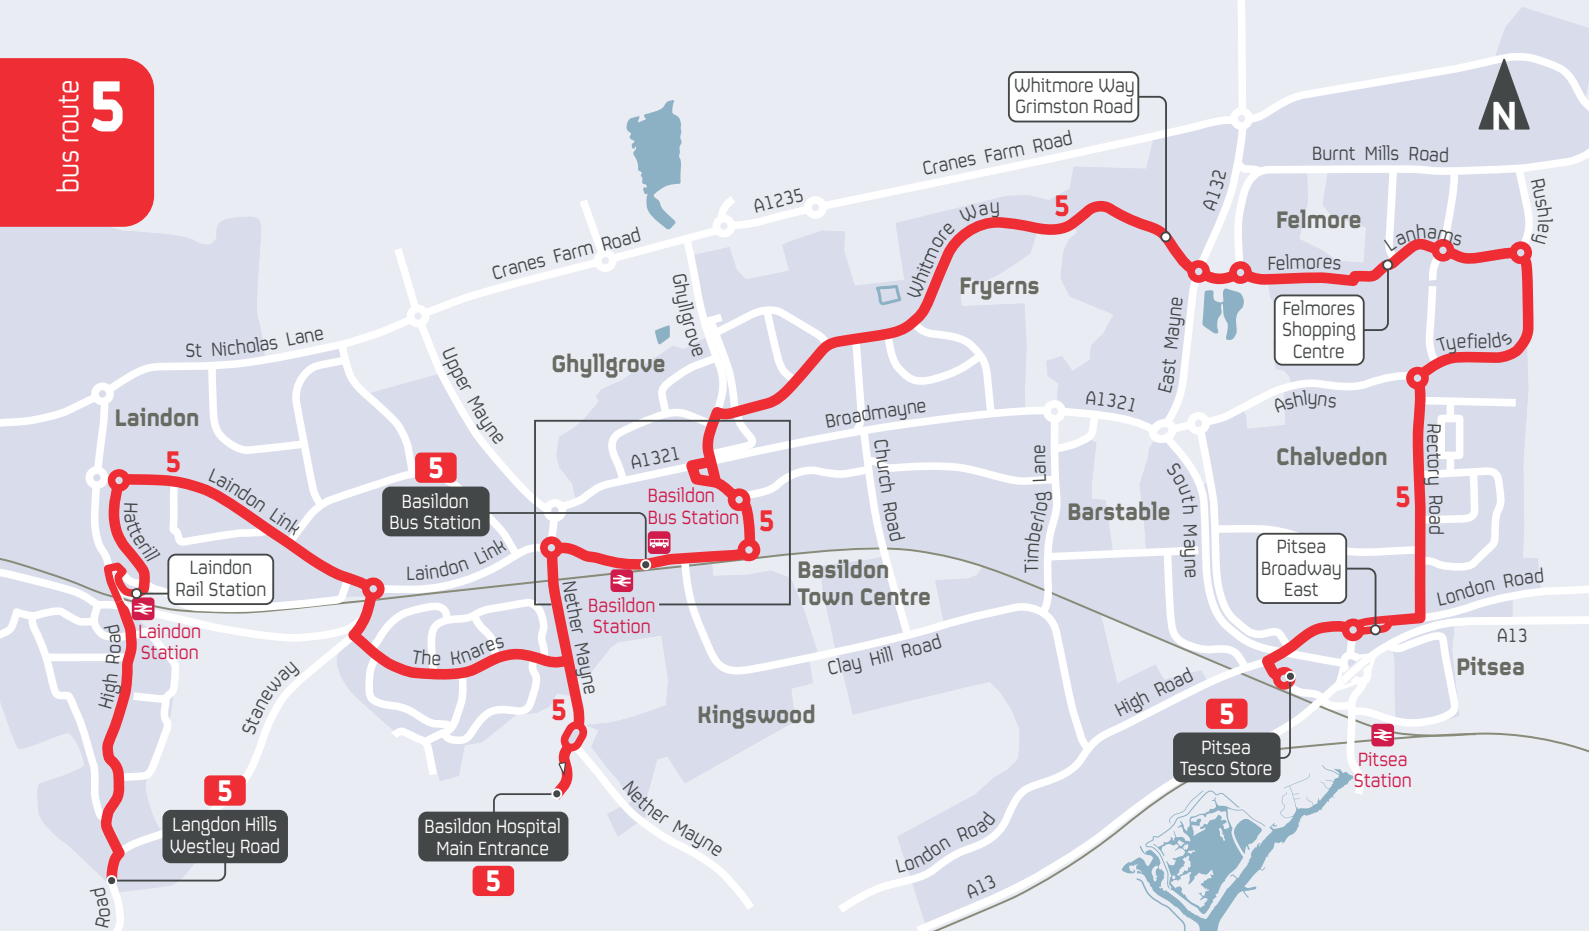 bus route
5
Whitmore Way
Grimston Road
N
Burnt Mills Road
Cranes Farm Road
A1235
A132
Rushley
Felmore
Lanhams
Cranes Farm Road
Whitmore Way
5
Felmores
Fryerns
Ghyllgrove
Felmores
Shopping
Centre
St Nicholas Lane
East Mayne
Tyefields
Upper Mayne
Ghyllgrove
Laindon
Broadmayne
A1321
Ashlyns
5
Laindon Link
5
A1321
Church Road
Timberlog Lane
Chalvedon
Rectory Road
5
Basildon
Bus Station
Basildon
Bus Station
5
Barstable
South Mayne
Hatterill
Laindon Link
Laindon
Rail Station
Basildon
Town Centre
Pitsea
Broadway
East
London Road
Laindon
Station
Basildon
Station
Nether Mayne
A13
High Road
The Knares
Clay Hill Road
Pitsea
Staneway
5
Kingswood
High Road
5
Pitsea
Tesco Store
Pitsea
Station
5
Langdon Hills
Westley Road
Basildon Hospital
Main Entrance
5
Nether Mayne
London Road
A13
Road